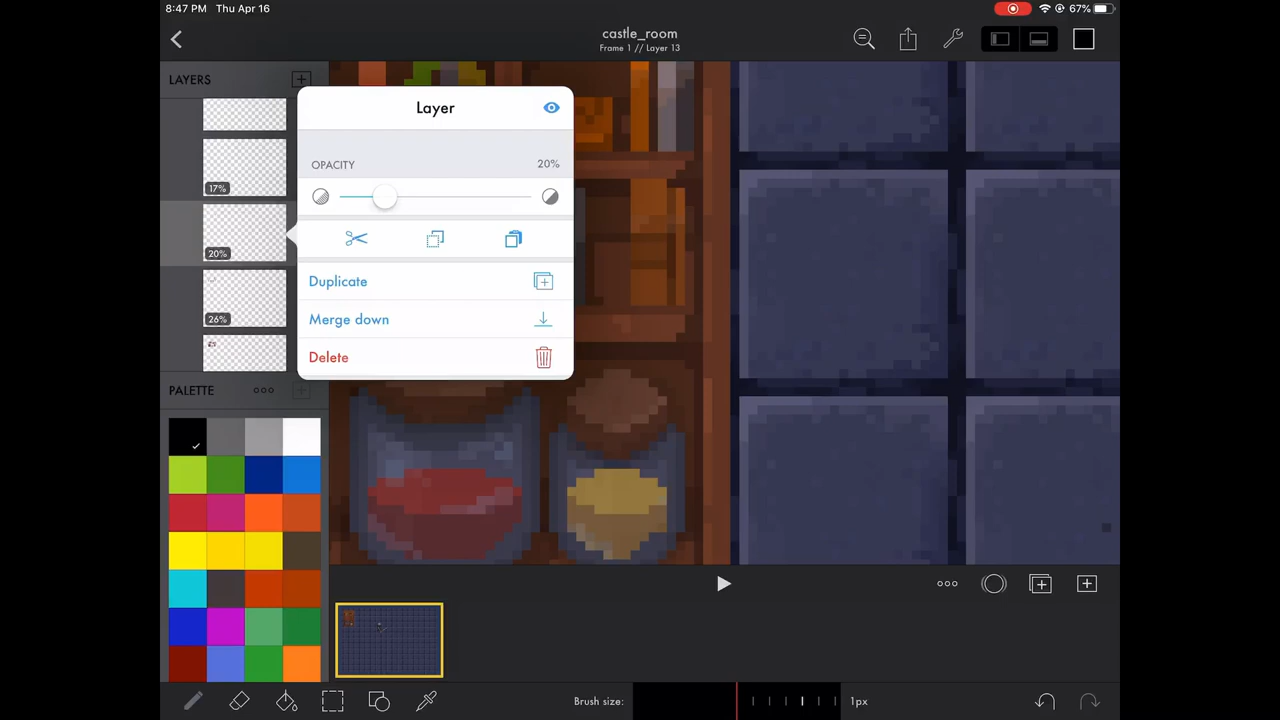 8:47 PM Thu Apr 16
67%
castle_room
Frame 1 // Layer 13
LAYERS
Layer
OPACITY
20%
17%
20%
26%
Duplicate
Merge down
Delete
PALETTE
Brush size:
1px